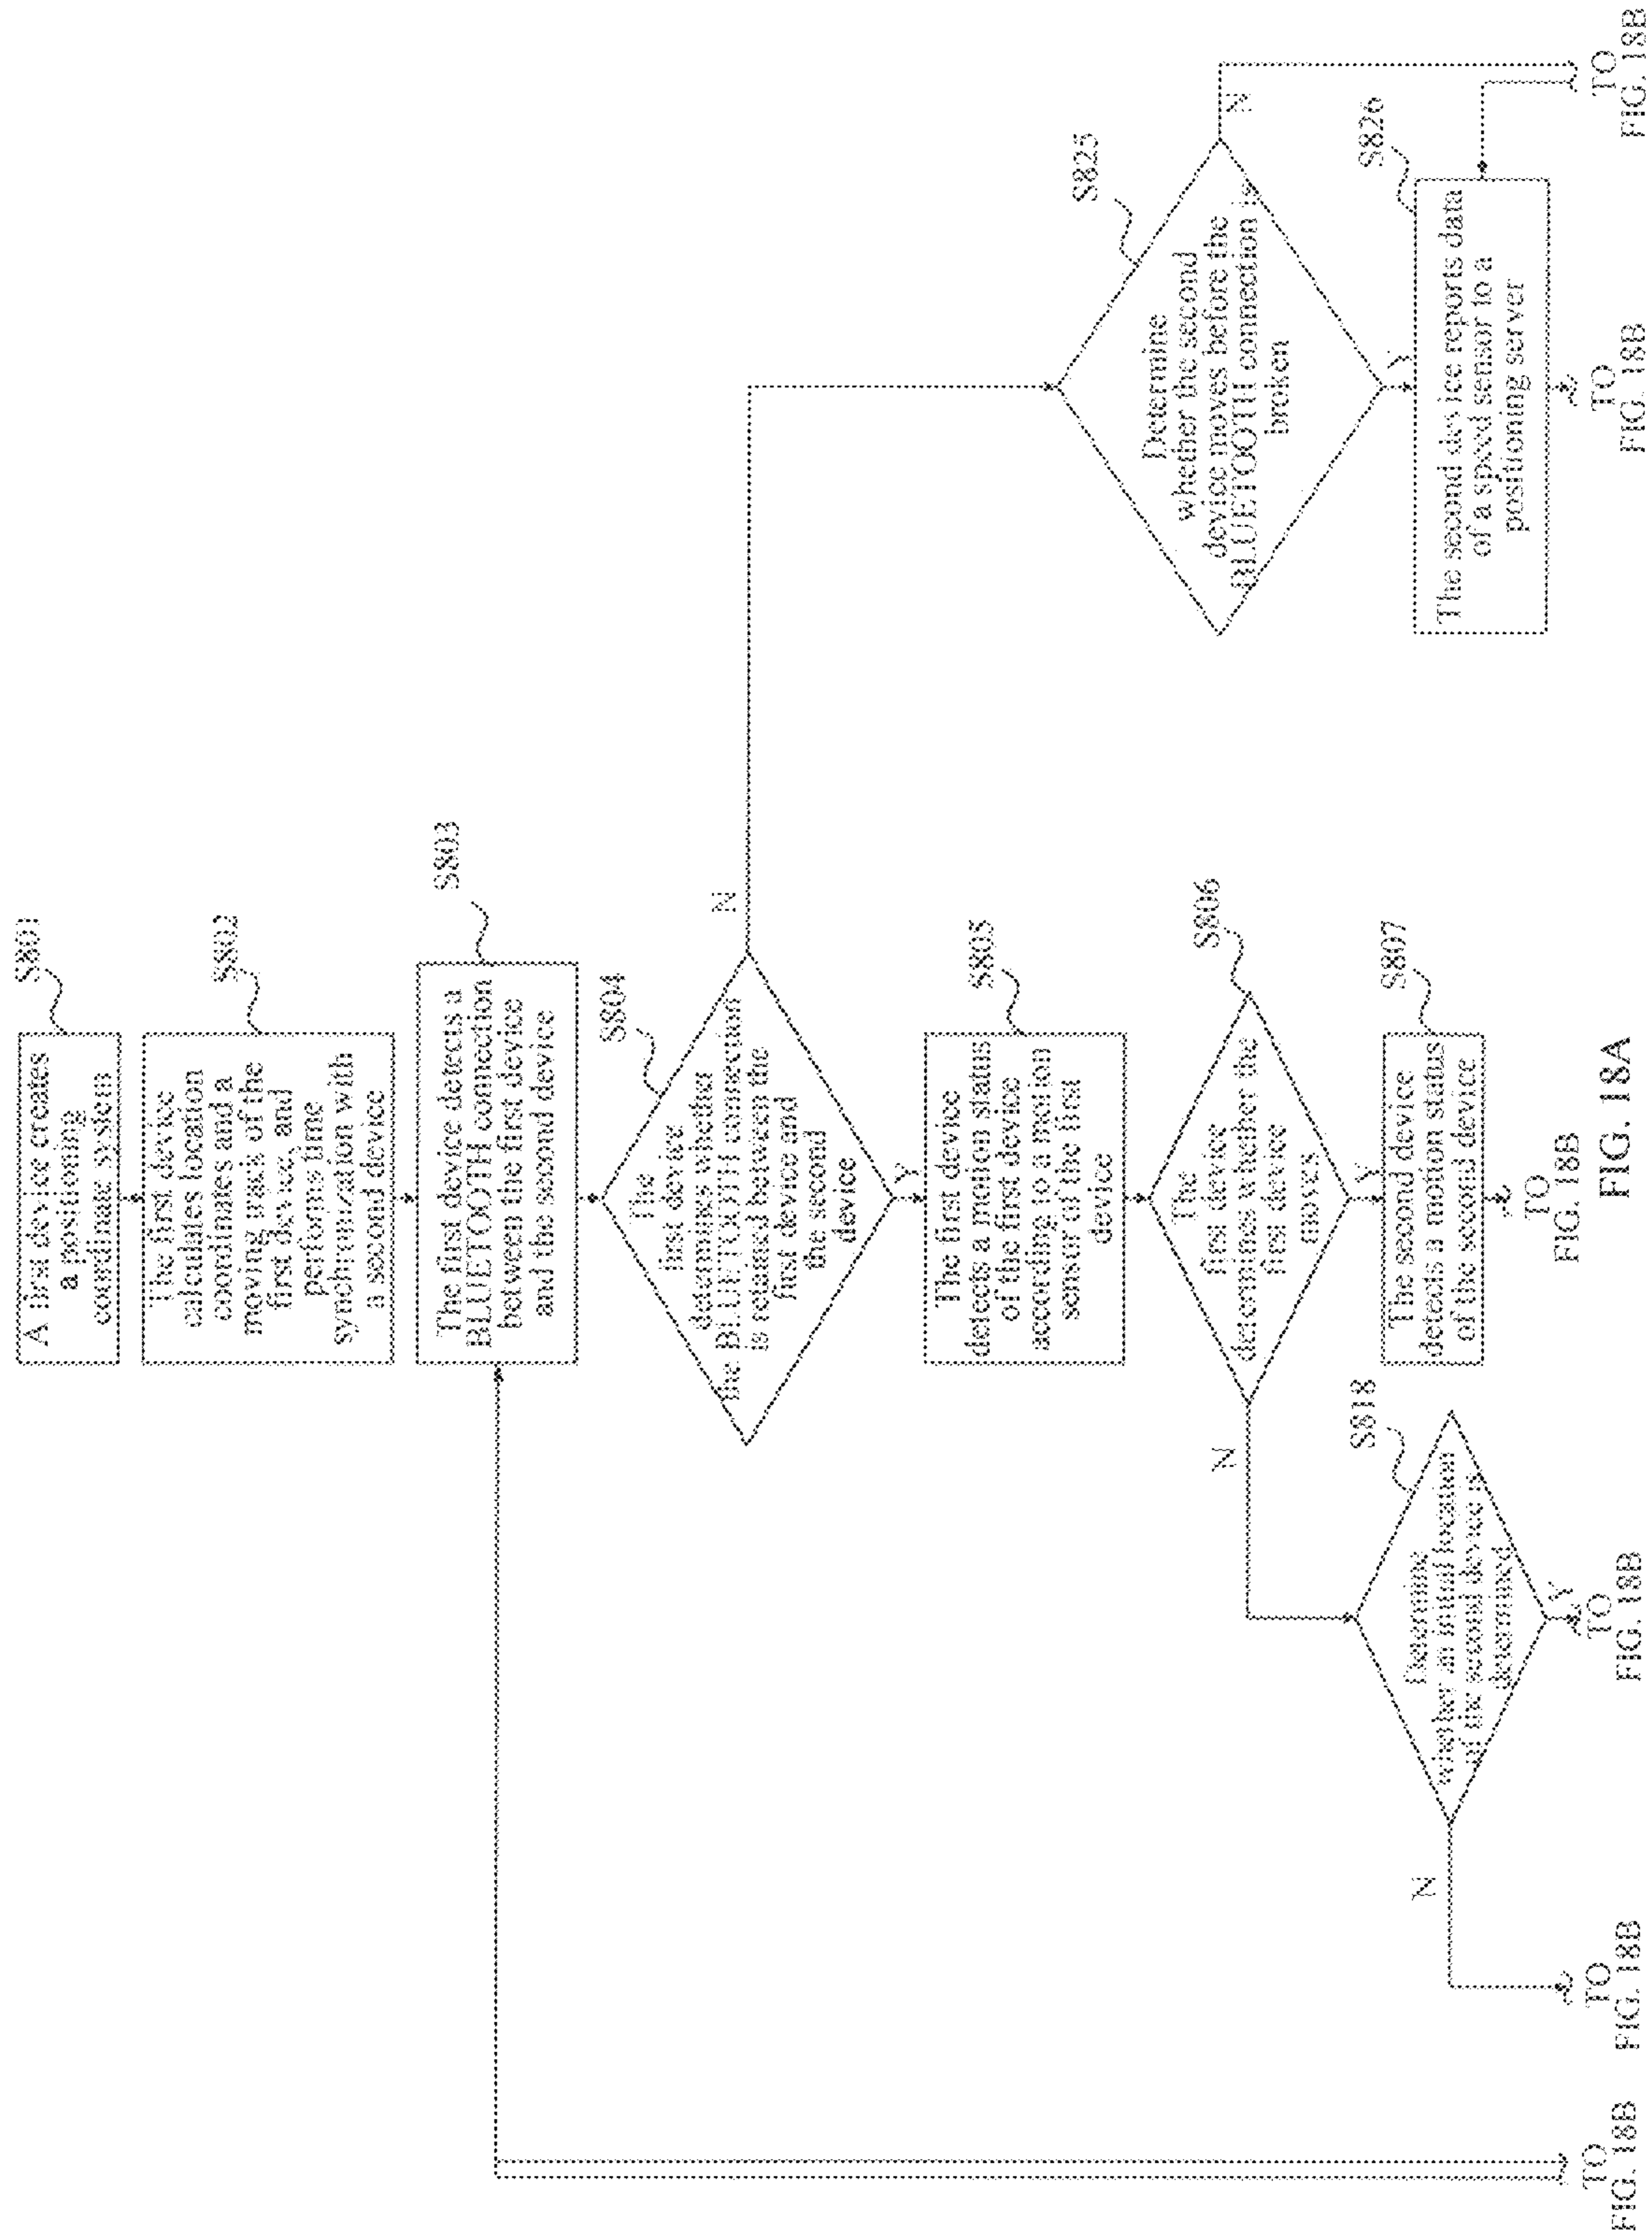 S801
A first device creates
a positioning
coordinate system
S802
The first device
calculates location
coordinates and a
moving track of the
first device, and
performs time
synchronization with
a second device
S803
The first device detects a
BLUETOOTH connection
between the first device
and the second device
S804
The
first device
determines whether
the BLUETOOTH connection
is retained between the
first device and
the second
device
N
Y
S805
The first device
detects a motion status
of the first device
according to a motion
sensor of the first
device
S806
The
first device
determines whether the
first device
moves
N
Y
S807
The second device
detects a motion status
of the second device
TO
FIG. 18B
S818
Determine
whether an initial location
of the second device is
determined
N
Y
TO
FIG. 18B
TO
FIG. 18B
TO
FIG. 18B
S825
Determine
whether the second
device moves before the
BLUETOOTH connection is
broken
N
Y
S826
The second device reports data
of a speed sensor to a
positioning server
TO
FIG. 18B
TO
FIG. 18B
FIG. 18A